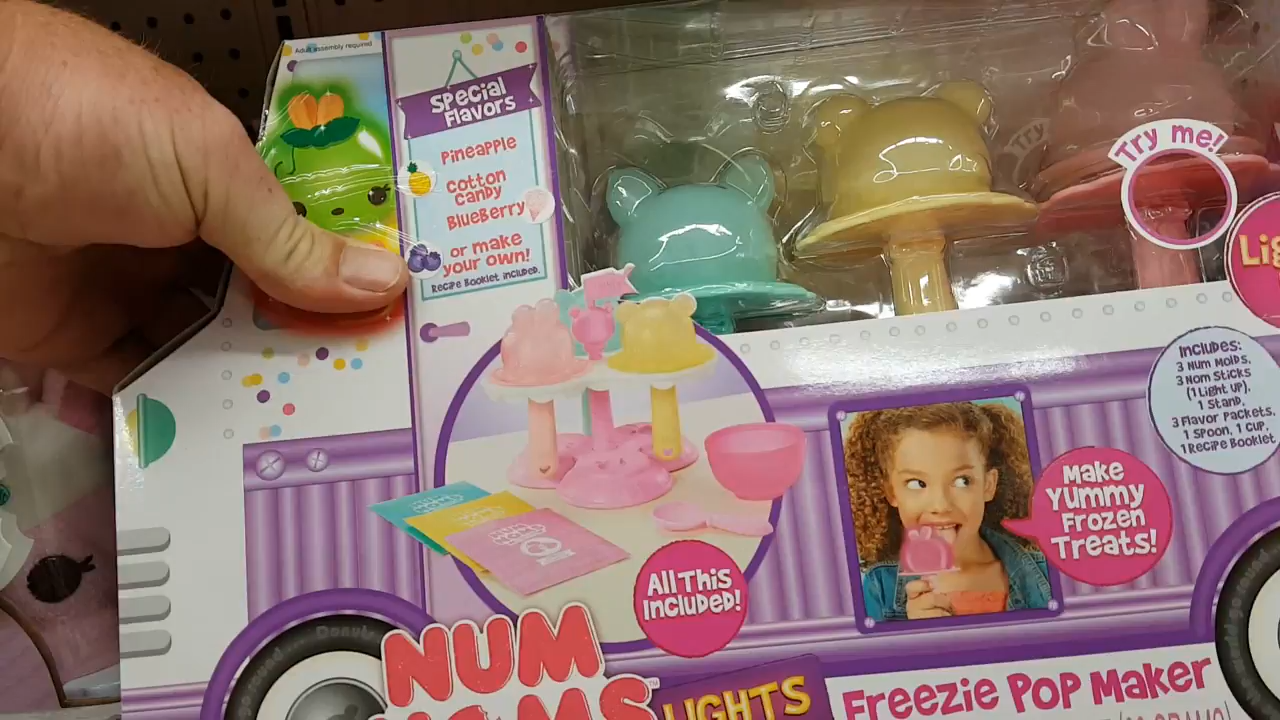 Adult assembly required
Special
Flavors
Pineapple
Cotton
Candy
Blueberry
or make
your own!
Recipe Booklet Included.
Try
Try me!
Includes:
3 Num Molds,
3 Nom Sticks
(1 Light Up),
1 Stand,
3 Flavor Packets,
1 Spoon, 1 Cup,
1 Recipe Booklet
Make
Yummy
Frozen
Treats!
All This
Included!
NUM
NOMS™
LIGHTS
Freezie Pop Maker